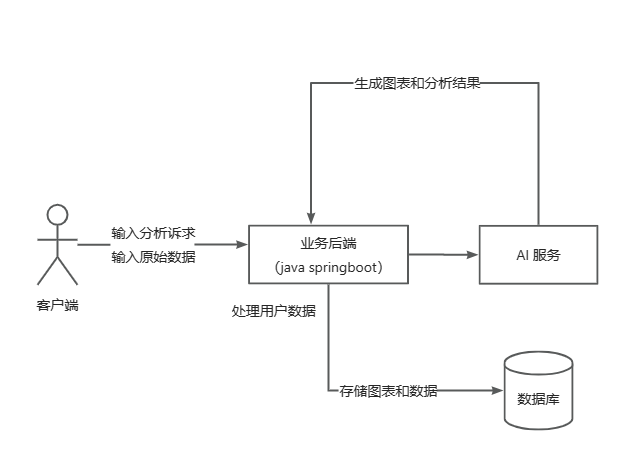 生成图表和分析结果
输入分析诉求
输入原始数据
业务后端
（java springboot）
AI 服务
客户端
处理用户数据
存储图表和数据
数据库